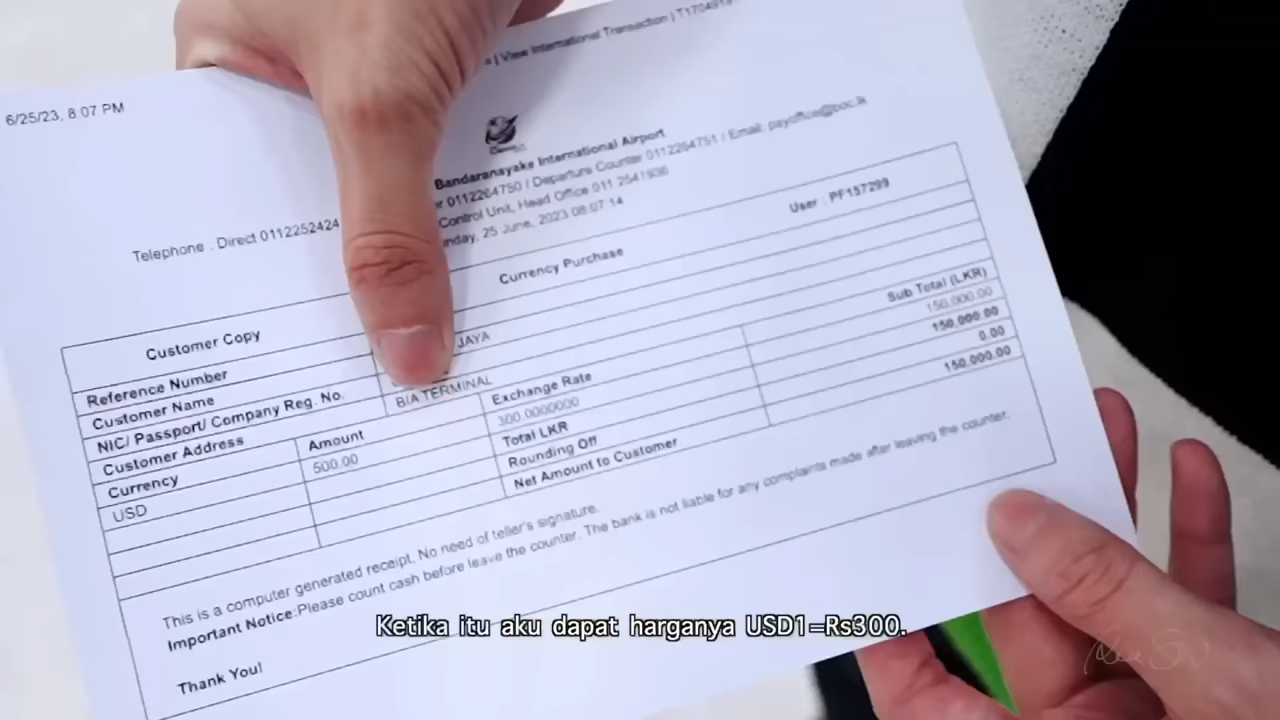 View International Transaction | T1704919
6/25/23, 8:07 PM
Bandaranayake International Airport
0112264750 / Departure Counter 0112264751 / Email: payoffice@boc.lk
Telephone : Direct 0112252424
Control Unit, Head Office 011 2541936
25 June, 2023 08:07:14
User : PF157299
Customer Copy
Currency Purchase
Reference Number
Customer Name JAYA
NIC/ Passport/ Company Reg. No.
Customer Address BIA TERMINAL
Currency Amount Exchange Rate Sub Total (LKR)
USD 500.00 300.0000000 150,000.00
Total LKR 150,000.00
Rounding Off 0.00
Net Amount to Customer 150,000.00
This is a computer generated receipt. No need of teller's signature.
Important Notice:Please count cash before leave the counter. The bank is not liable for any complaints made after leaving the counter.
Thank You!
Ketika itu aku dapat harganya USD1=Rs300.